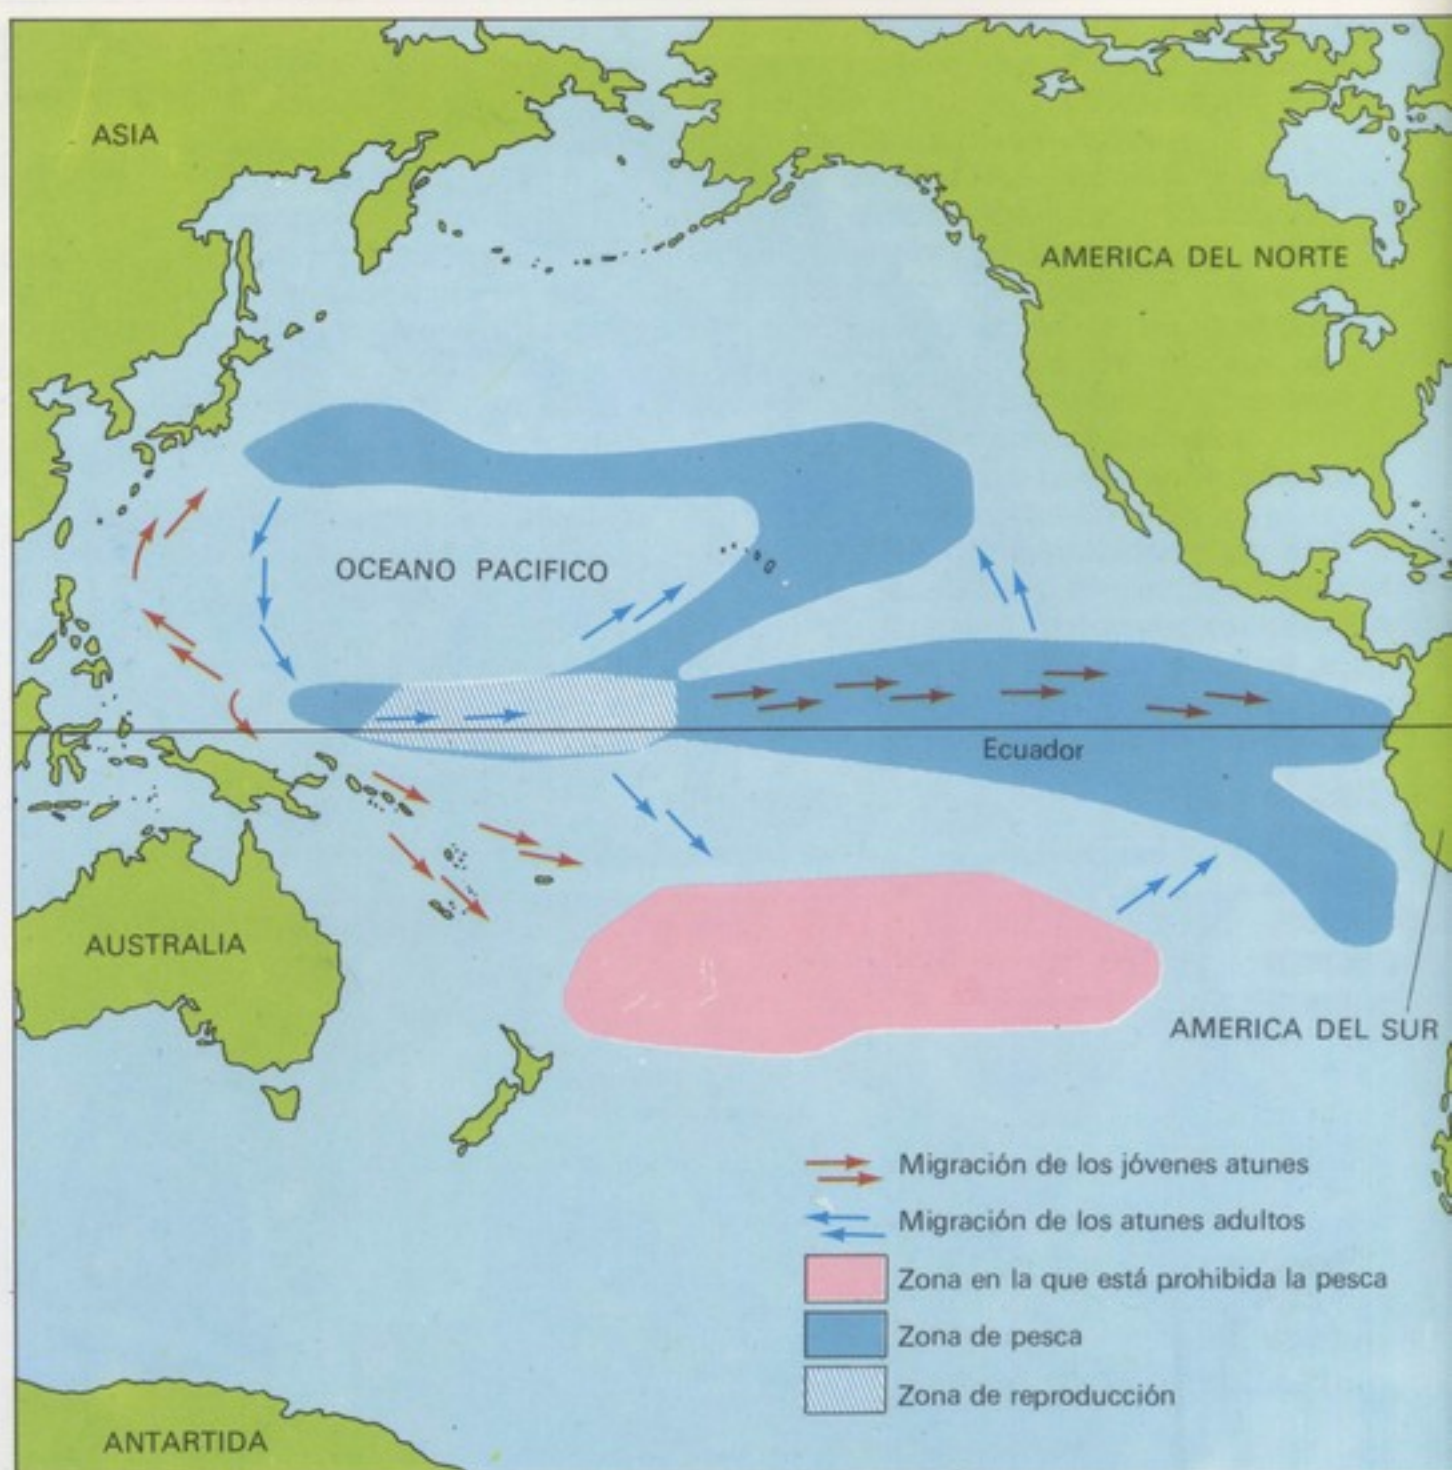 ASIA
AMERICA DEL NORTE
OCEANO PACIFICO
Ecuador
AUSTRALIA
AMERICA DEL SUR
Migración de los jóvenes atunes
Migración de los atunes adultos
Zona en la que está prohibida la pesca
Zona de pesca
Zona de reproducción
ANTARTIDA